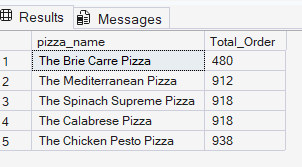 Results Messages
pizza_name Total_Order
1 The Brie Carre Pizza 480
2 The Mediterranean Pizza 912
3 The Spinach Supreme Pizza 918
4 The Calabrese Pizza 918
5 The Chicken Pesto Pizza 938